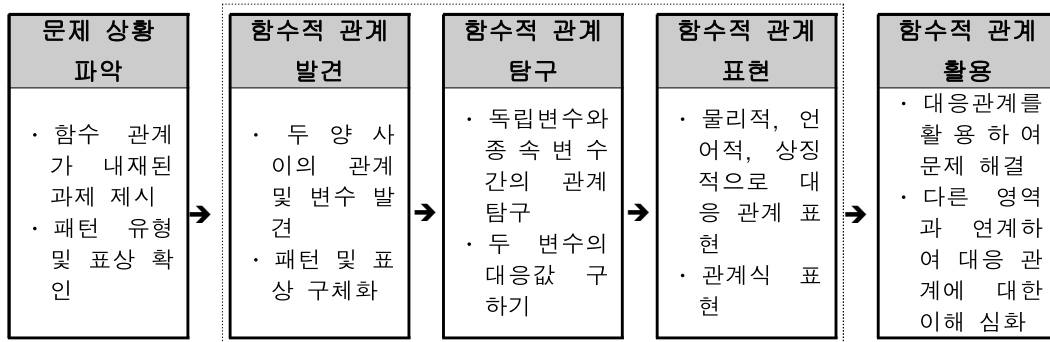 문제 상황
파악
· 함수 관계
가 내재된
과제 제시
· 패턴 유형
및 표상 확
인
➔
함수적 관계
발견
· 두 양 사
이의 관계
및 변수 발
견
· 패턴 및 표
상 구체화
➔
함수적 관계
탐구
· 독립변수와
종속변수
간의 관계
탐구
· 두 변수의
대응값 구
하기
➔
함수적 관계
표현
· 물리적, 언
어적, 상징
적으로 대
응 관계 표
현
· 관계식 표
현
➔
함수적 관계
활용
· 대응관계를
활용하여
문제 해결
· 다른 영역
과 연계하
여 대응 관
계에 대한
이해 심화